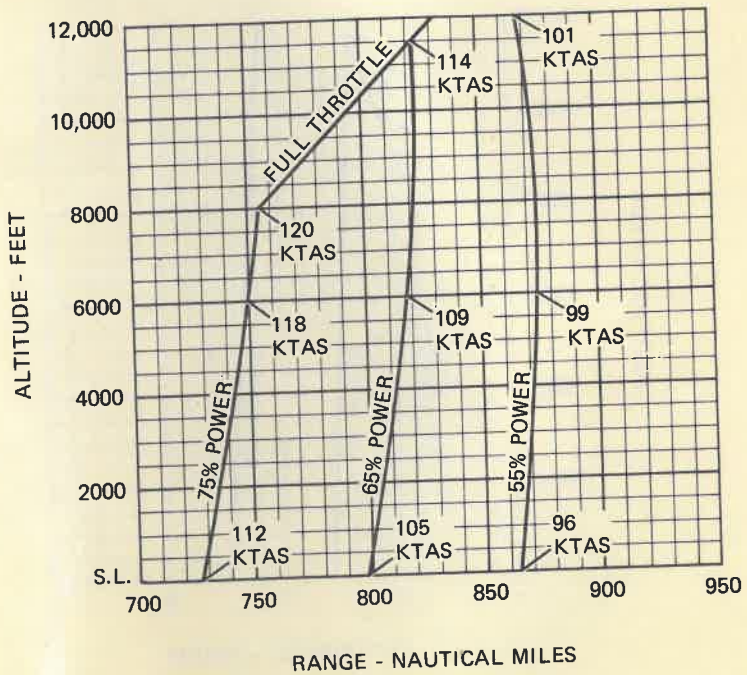 12,000
10,000
8000
6000
4000
2000
S.L.
ALTITUDE - FEET
FULL THROTTLE
114
KTAS
101
KTAS
120
KTAS
118
KTAS
109
KTAS
99
KTAS
75% POWER
65% POWER
55% POWER
112
KTAS
105
KTAS
96
KTAS
700
750
800
850
900
950
RANGE - NAUTICAL MILES